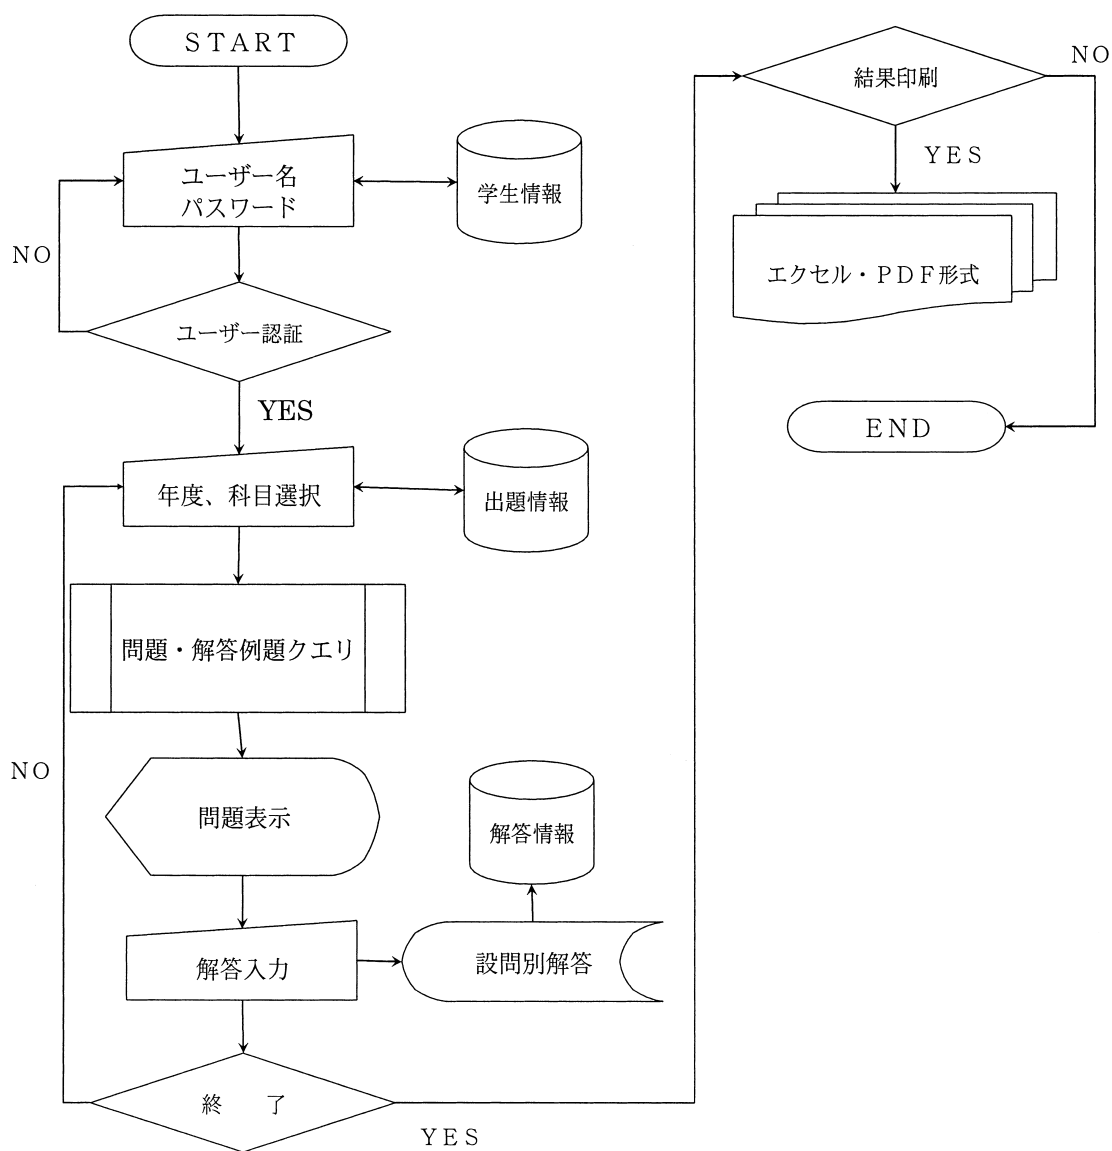 ＳＴＡＲＴ
ユーザー名
パスワード
学生情報
ＮＯ
ユーザー認証
YES
年度、科目選択
出題情報
問題・解答例題クエリ
ＮＯ
問題表示
解答情報
解答入力
設問別解答
終　了
ＹＥＳ
結果印刷
ＮＯ
ＹＥＳ
エクセル・ＰＤＦ形式
ＥＮＤ